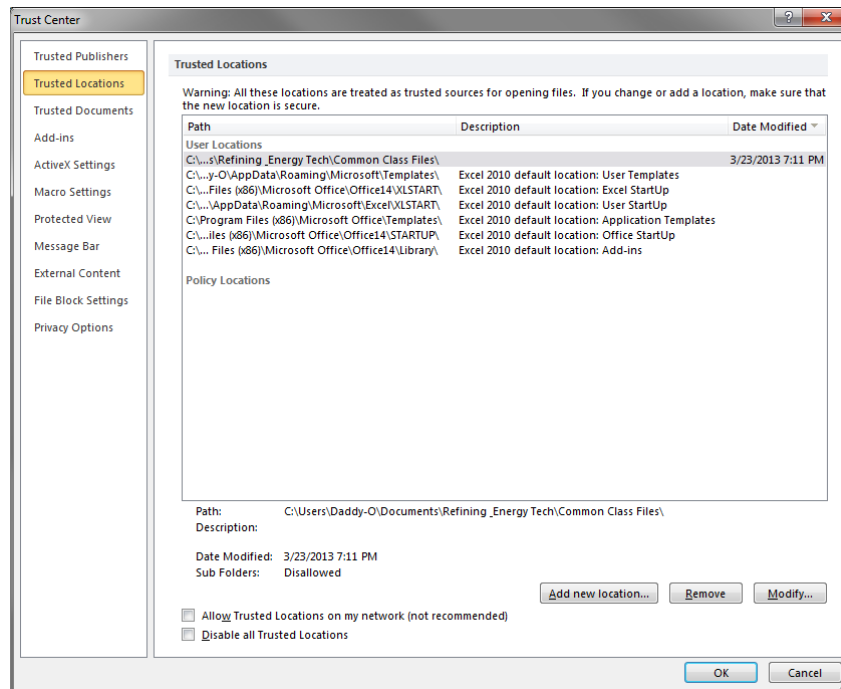 Trust Center
Trusted Publishers
Trusted Locations
Trusted Documents
Add-ins
ActiveX Settings
Macro Settings
Protected View
Message Bar
External Content
File Block Settings
Privacy Options
Trusted Locations
Warning: All these locations are treated as trusted sources for opening files. If you change or add a location, make sure that
the new location is secure.
Path Description Date Modified
User Locations
C:\...s\Refining _Energy Tech\Common Class Files\ 3/23/2013 7:11 PM
C:\...y-O\AppData\Roaming\Microsoft\Templates\ Excel 2010 default location: User Templates
C:\...Files (x86)\Microsoft Office\Office14\XLSTART\ Excel 2010 default location: Excel StartUp
C:\...\AppData\Roaming\Microsoft\Excel\XLSTART\ Excel 2010 default location: User StartUp
C:\Program Files (x86)\Microsoft Office\Templates\ Excel 2010 default location: Application Templates
C:\...iles (x86)\Microsoft Office\Office14\STARTUP\ Excel 2010 default location: Office StartUp
C:\... Files (x86)\Microsoft Office\Office14\Library\ Excel 2010 default location: Add-ins
Policy Locations
Path: C:\Users\Daddy-O\Documents\Refining _Energy Tech\Common Class Files\
Description:
Date Modified: 3/23/2013 7:11 PM
Sub Folders: Disallowed
Add new location... Remove Modify...
Allow Trusted Locations on my network (not recommended)
Disable all Trusted Locations
OK Cancel